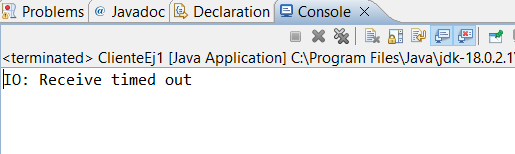 Problems @ Javadoc Declaration Console
<terminated> ClienteEj1 [Java Application] C:\Program Files\Java\jdk-18.0.2.1\
IO: Receive timed out